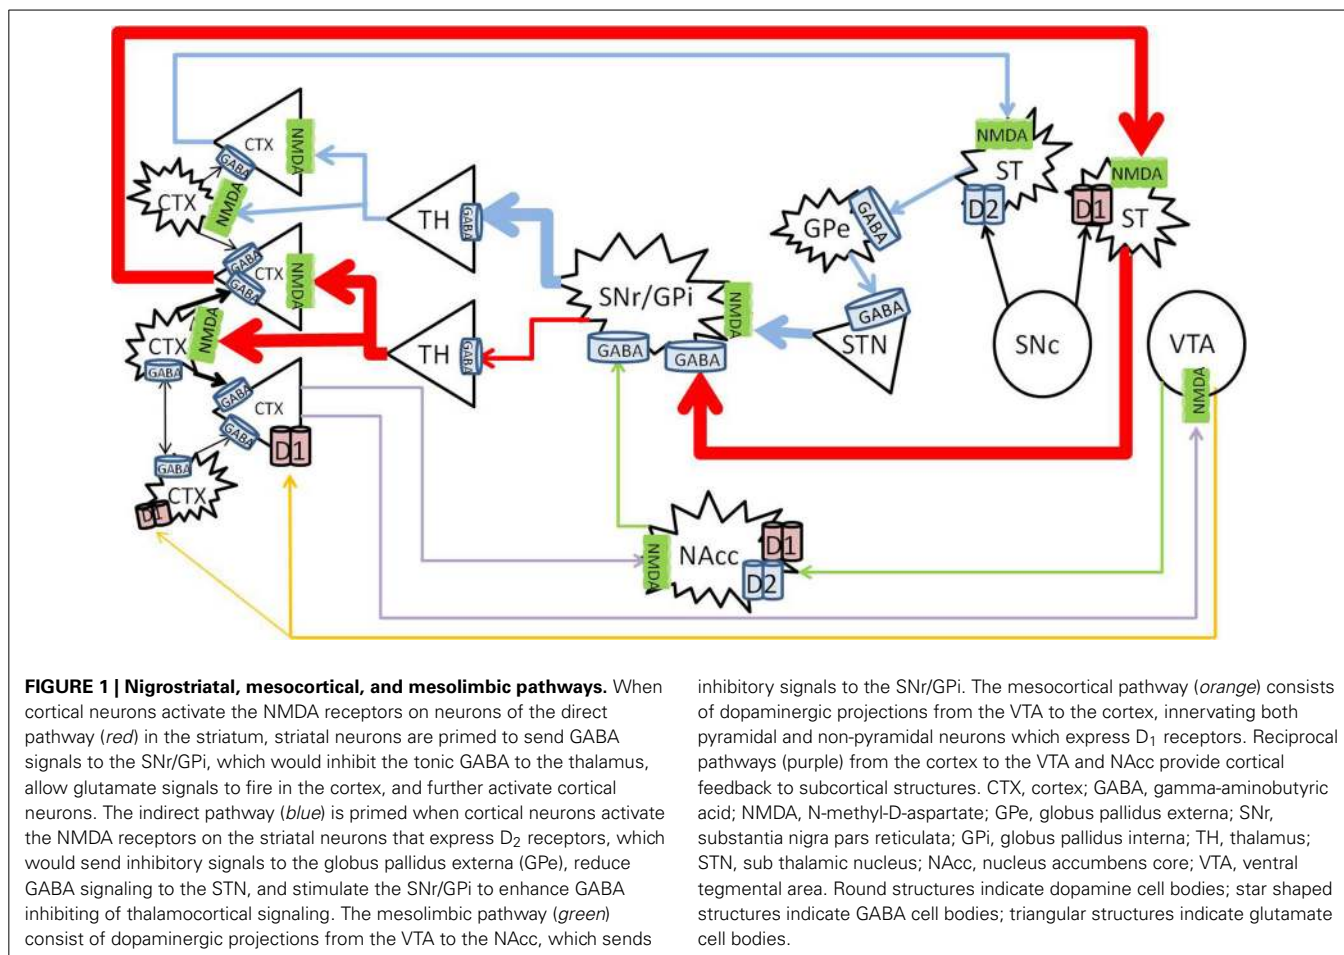 CTX
NMDA
GABA
CTX
NMDA
GABA
CTX
GABA
NMDA
CTX
NMDA
GABA
GABA
CTX
GABA
D1
GABA
CTX
D1
TH
GABA
TH
GABA
SNr/GPi
NMDA
GABA
GABA
GPe
GABA
GABA
STN
NMDA
ST
D2
NMDA
D1
ST
SNc
VTA
NMDA
NMDA
NAcc
D1
D2
FIGURE 1 | Nigrostriatal, mesocortical, and mesolimbic pathways. When
cortical neurons activate the NMDA receptors on neurons of the direct
pathway (red) in the striatum, striatal neurons are primed to send GABA
signals to the SNr/GPi, which would inhibit the tonic GABA to the thalamus,
allow glutamate signals to fire in the cortex, and further activate cortical
neurons. The indirect pathway (blue) is primed when cortical neurons activate
the NMDA receptors on the striatal neurons that express D2 receptors, which
would send inhibitory signals to the globus pallidus externa (GPe), reduce
GABA signaling to the STN, and stimulate the SNr/GPi to enhance GABA
inhibiting of thalamocortical signaling. The mesolimbic pathway (green)
consist of dopaminergic projections from the VTA to the NAcc, which sends
inhibitory signals to the SNr/GPi. The mesocortical pathway (orange) consists
of dopaminergic projections from the VTA to the cortex, innervating both
pyramidal and non-pyramidal neurons which express D1 receptors. Reciprocal
pathways (purple) from the cortex to the VTA and NAcc provide cortical
feedback to subcortical structures. CTX, cortex; GABA, gamma-aminobutyric
acid; NMDA, N-methyl-D-aspartate; GPe, globus pallidus externa; SNr,
substantia nigra pars reticulata; GPi, globus pallidus interna; TH, thalamus;
STN, sub thalamic nucleus; NAcc, nucleus accumbens core; VTA, ventral
tegmental area. Round structures indicate dopamine cell bodies; star shaped
structures indicate GABA cell bodies; triangular structures indicate glutamate
cell bodies.